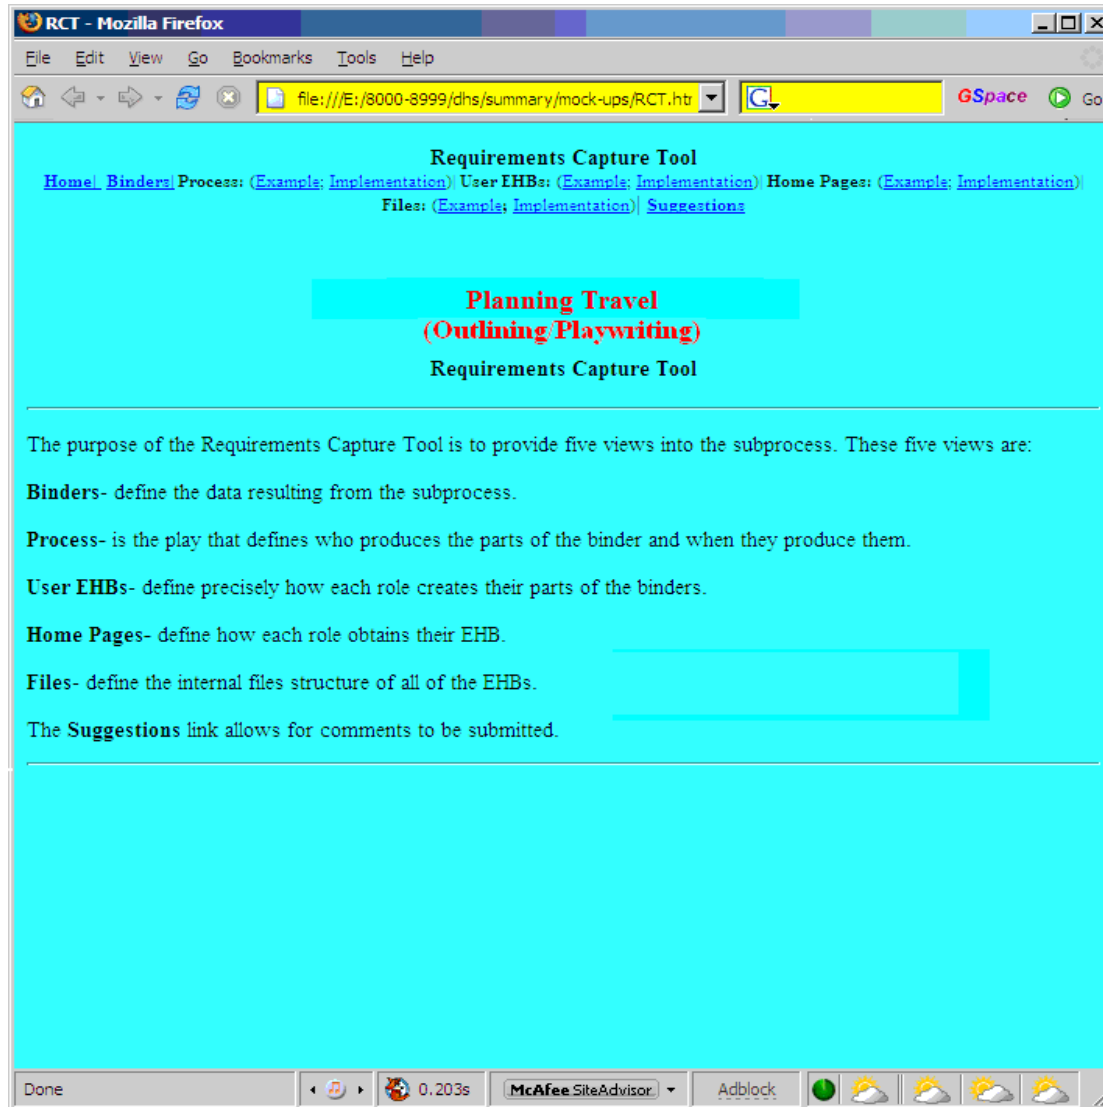 RCT - Mozilla Firefox
File Edit View Go Bookmarks Tools Help
file:///E:/8000-8999/dhs/summary/mock-ups/RCT.htr G GSpace Go
Requirements Capture Tool
Home| Binders| Process: (Example; Implementation)| User EHBs: (Example; Implementation)| Home Pages: (Example; Implementation)|
Files: (Example; Implementation)| Suggestions
Planning Travel
(Outlining/Playwriting)
Requirements Capture Tool
The purpose of the Requirements Capture Tool is to provide five views into the subprocess. These five views are:
Binders- define the data resulting from the subprocess.
Process- is the play that defines who produces the parts of the binder and when they produce them.
User EHBs- define precisely how each role creates their parts of the binders.
Home Pages- define how each role obtains their EHB.
Files- define the internal files structure of all of the EHBs.
The Suggestions link allows for comments to be submitted.
Done 0.203s McAfee SiteAdvisor Adblock